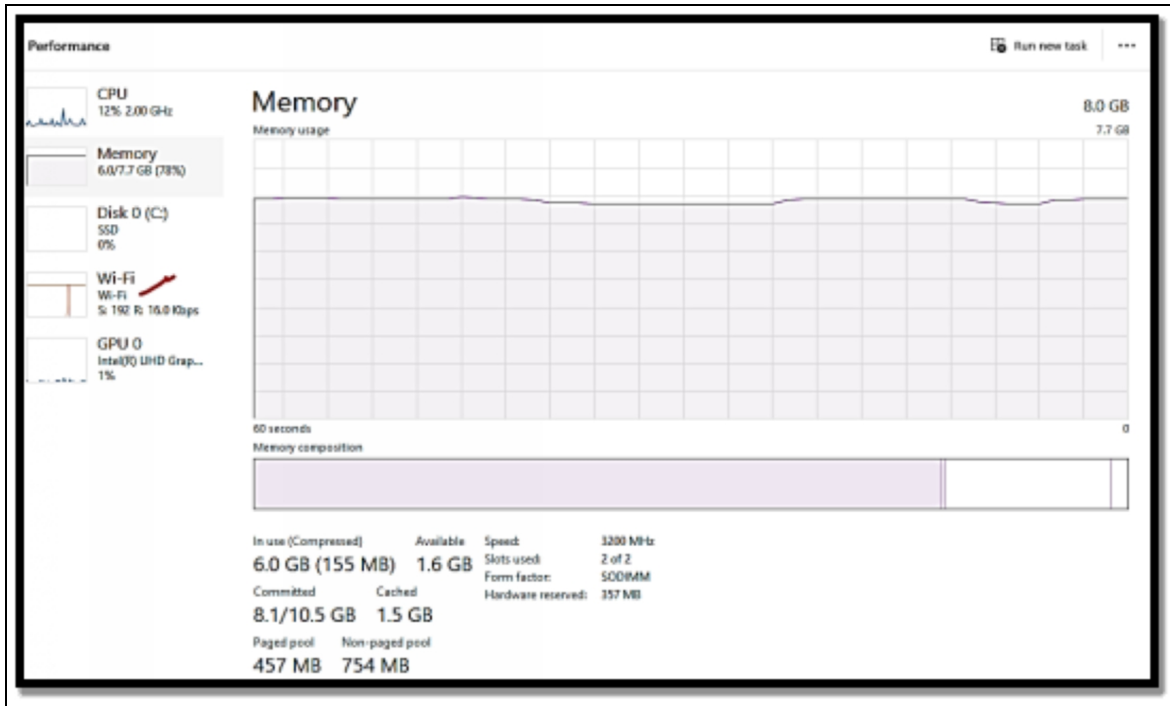 Performance
Run new task
CPU
12% 2.00 GHz
Memory
6.0/7.7 GB (78%)
Disk 0 (C:)
SSD
0%
Wi-Fi
Wi-Fi
S: 192 R: 16.0 Kbps
GPU 0
Intel(R) UHD Grap...
1%
Memory 8.0 GB
Memory usage 7.7 GB
60 seconds 0
Memory composition
In use (Compressed) Available
6.0 GB (155 MB) 1.6 GB
Committed Cached
8.1/10.5 GB 1.5 GB
Paged pool Non-paged pool
457 MB 754 MB
Speed: 3200 MHz
Slots used: 2 of 2
Form factor: SODIMM
Hardware reserved: 357 MB